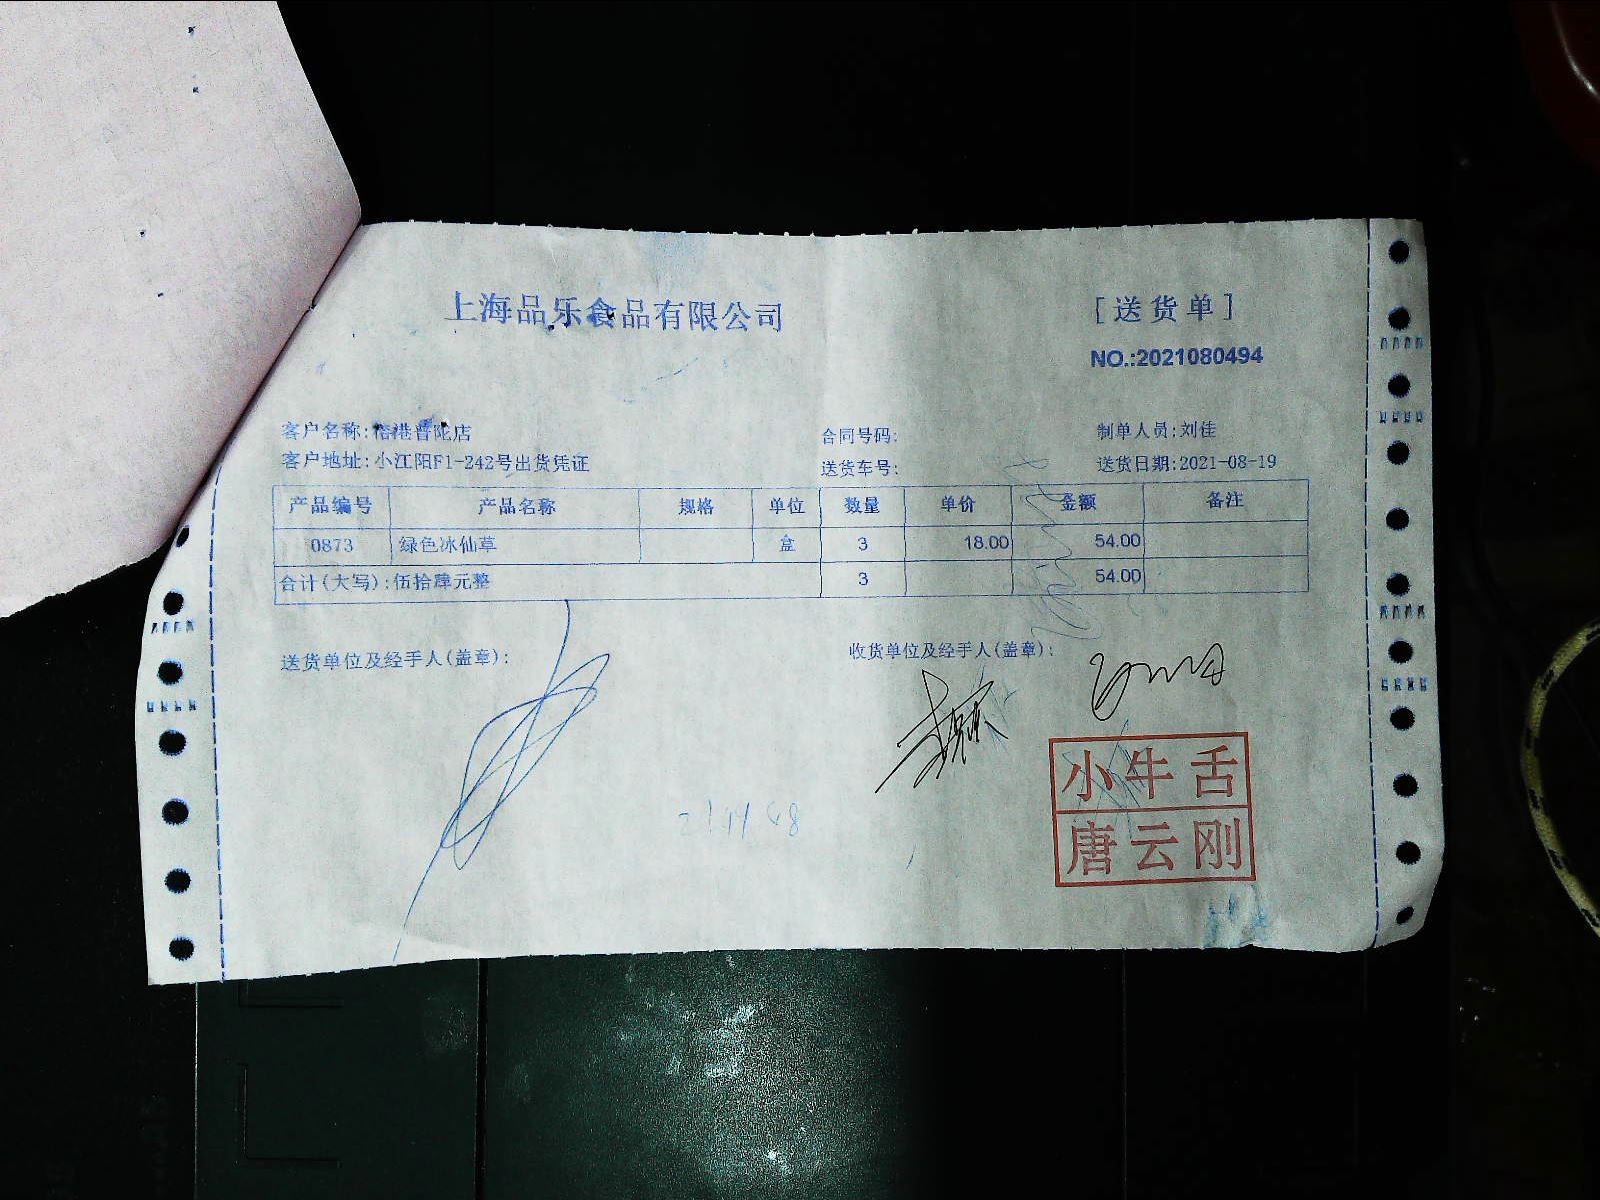 上海品乐食品有限公司
[送货单]
NO.:2021080494
客户名称:港普陀店
合同号码:
制单人员:刘佳
客户地址:小江阳F1-242号出货凭证
送货车号:
送货日期:2021-08-19
产品编号 产品名称 规格 单位 数量 单价 金额 备注
0873 绿色冰仙草 盒 3 18.00 54.00
合计(大写):伍拾肆元整 3 54.00
送货单位及经手人(盖章):
收货单位及经手人(盖章):
小牛舌
唐云刚